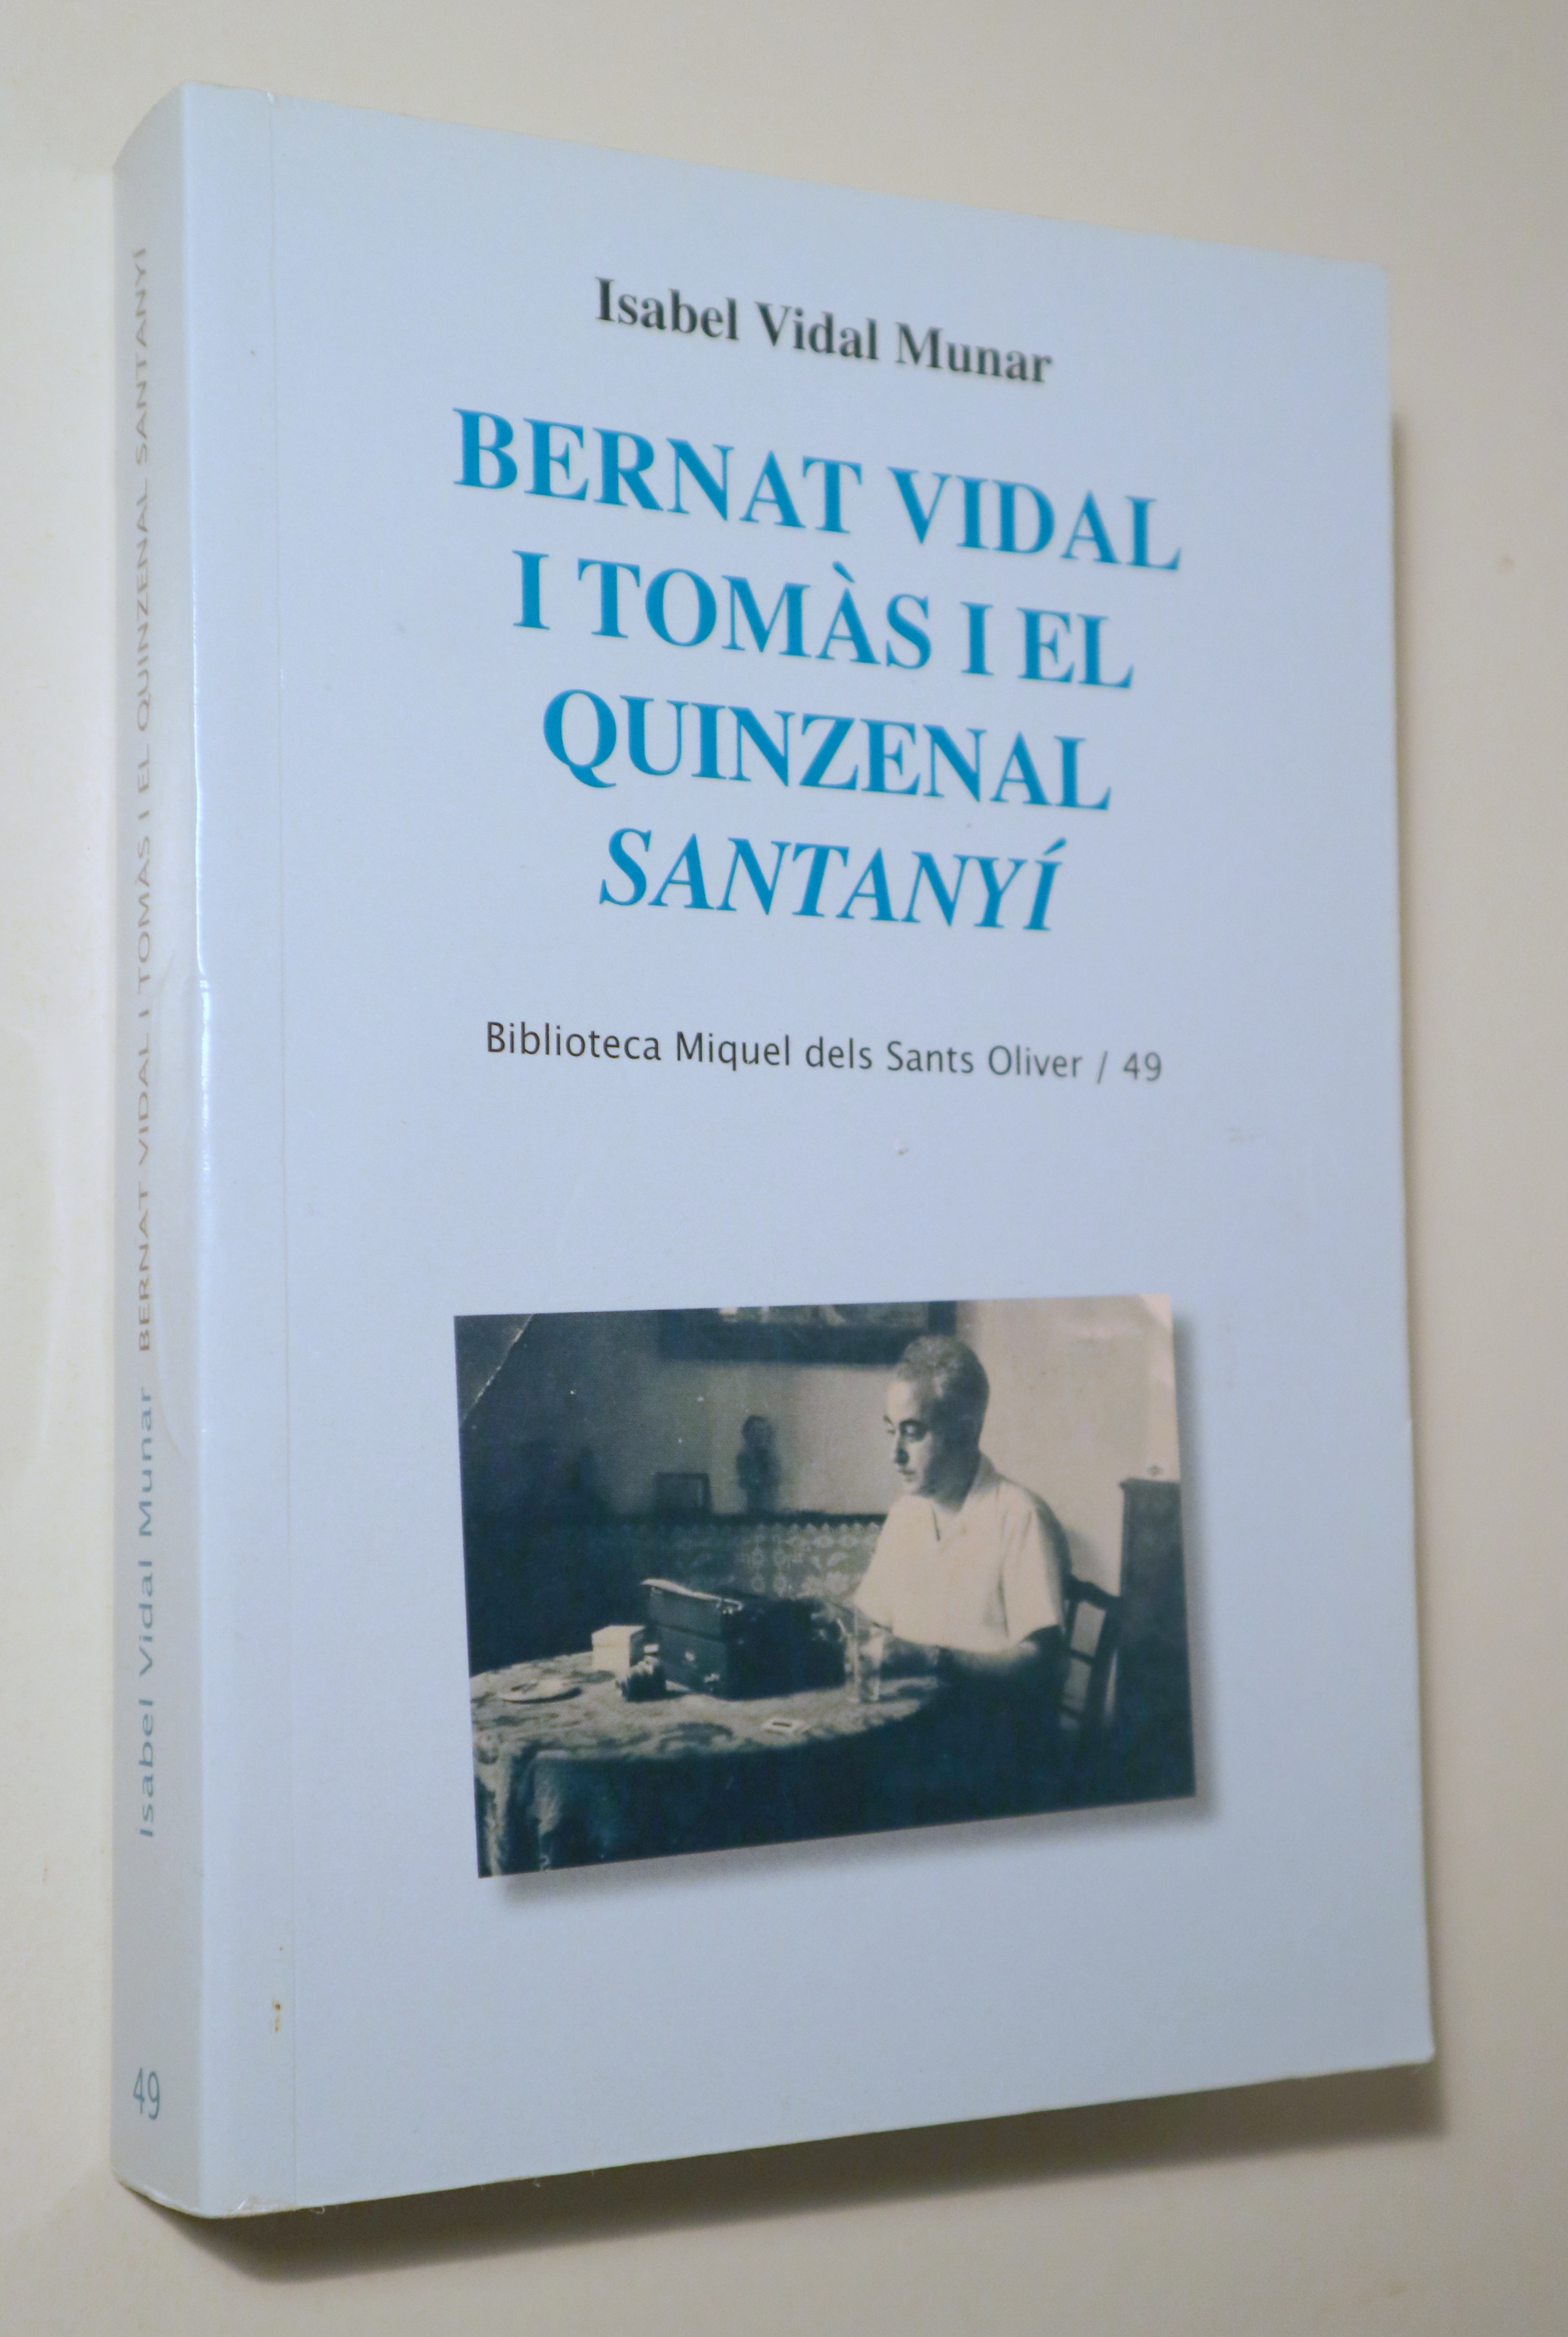 Isabel Vidal Munar
BERNAT VIDAL
I TOMÀS I EL
QUINZENAL
SANTANYÍ
Biblioteca Miquel dels Sants Oliver / 49
Isabel Vidal Munar BERNAT VIDAL I TOMÀS I EL QUINZENAL SANTANYÍ
49